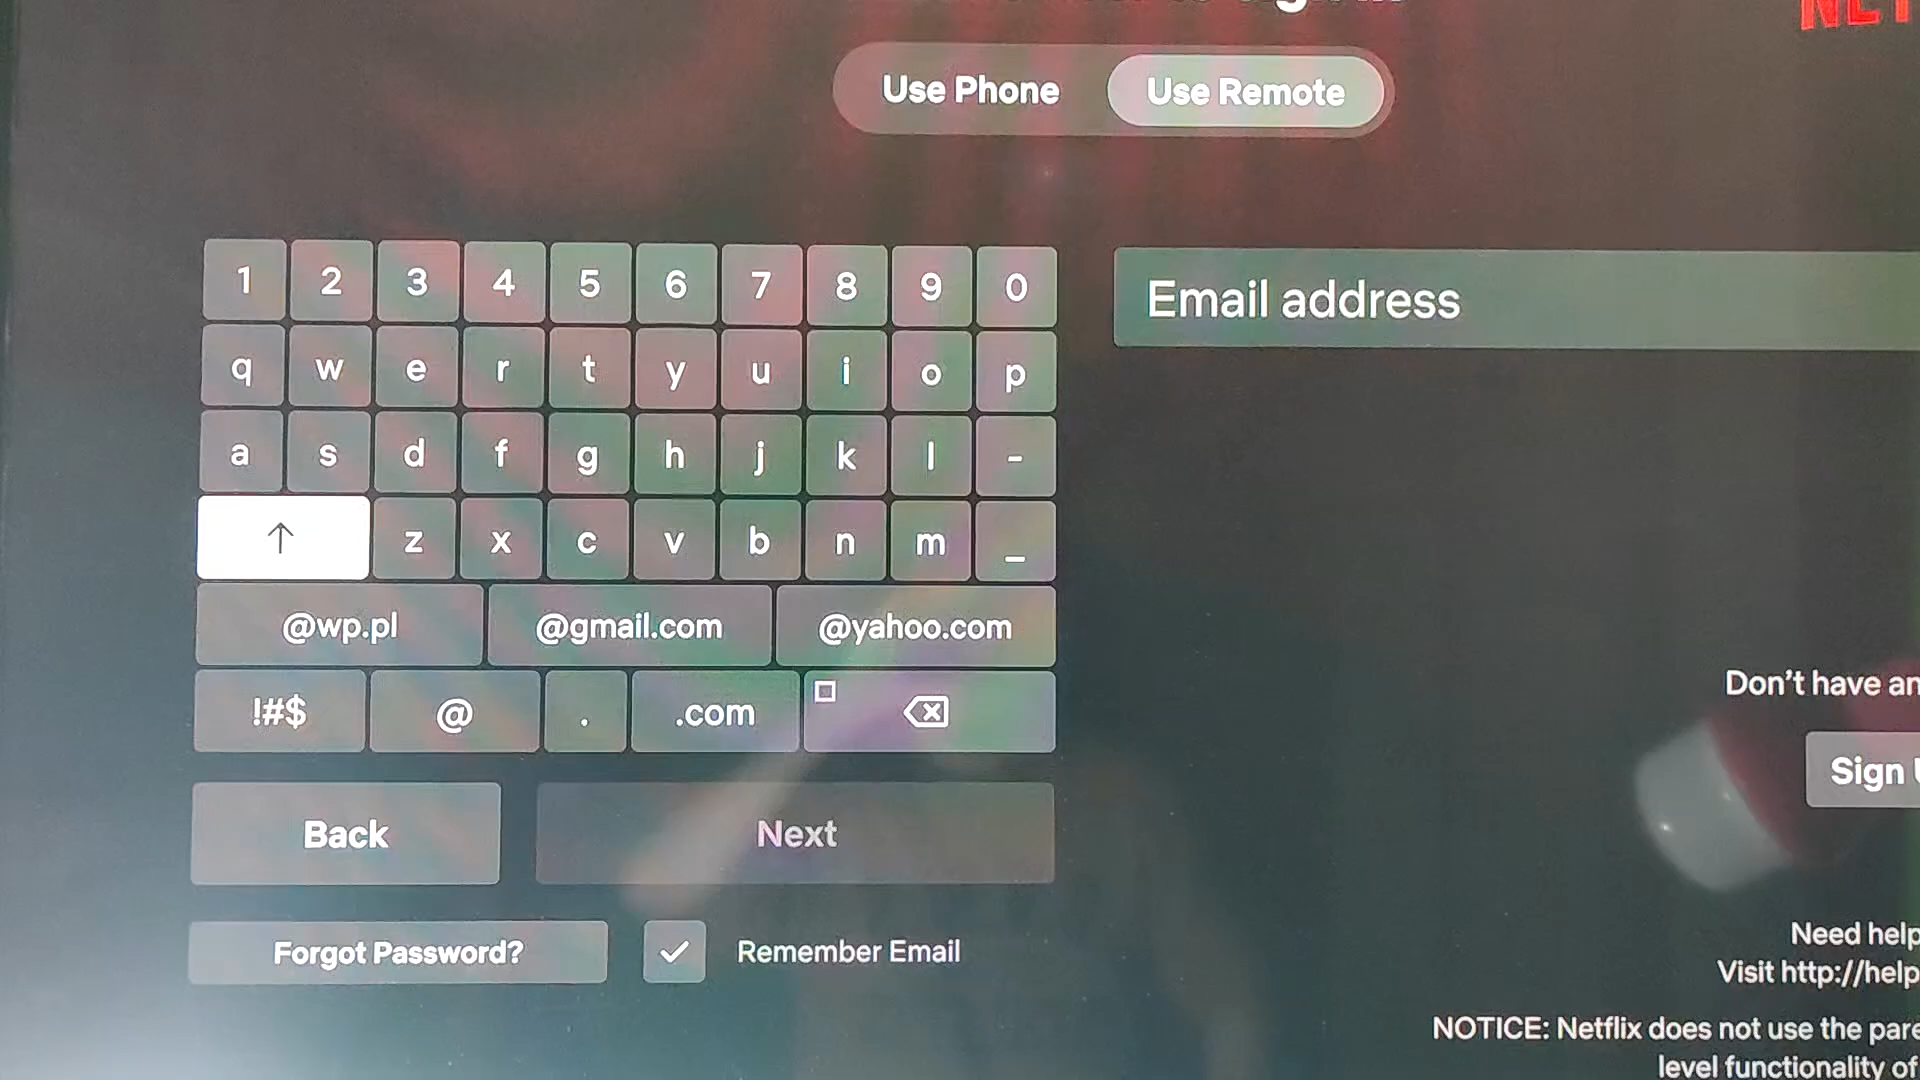 Use Phone Use Remote
1 2 3 4 5 6 7 8 9 0
Email address
q w e r t y u i o p
a s d f g h j k l -
↑ z x c v b n m _
@wp.pl @gmail.com @yahoo.com
!#$ @ . .com
Don't have an
Sign
Back Next
Forgot Password? Remember Email
Need help
Visit http://help
NOTICE: Netflix does not use the pare
level functionality of